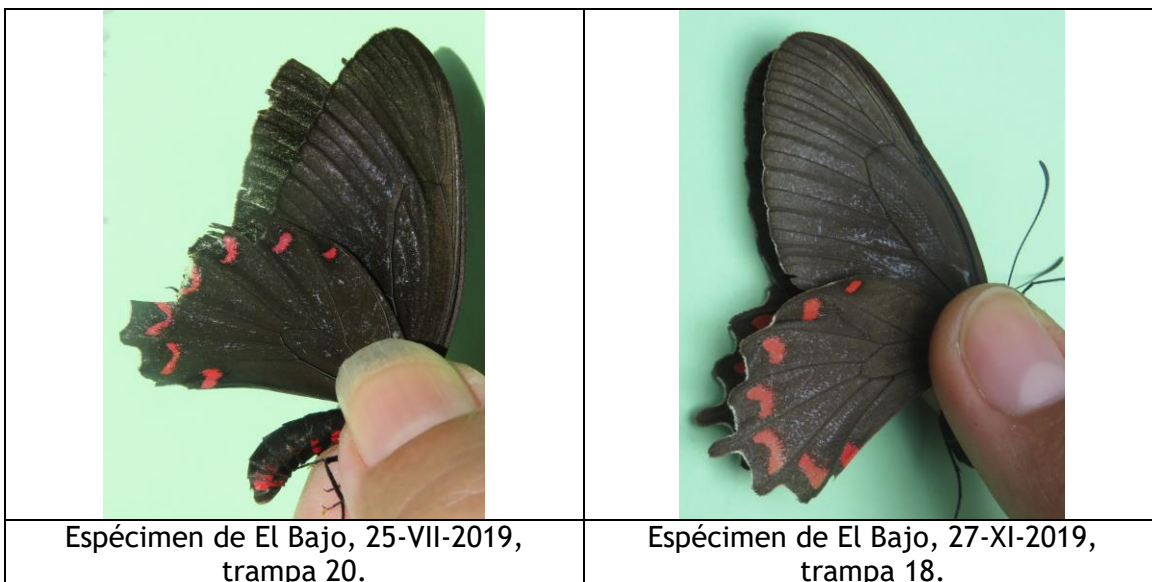 Espécimen de El Bajo, 25-VII-2019,
trampa 20.
Espécimen de El Bajo, 27-XI-2019,
trampa 18.